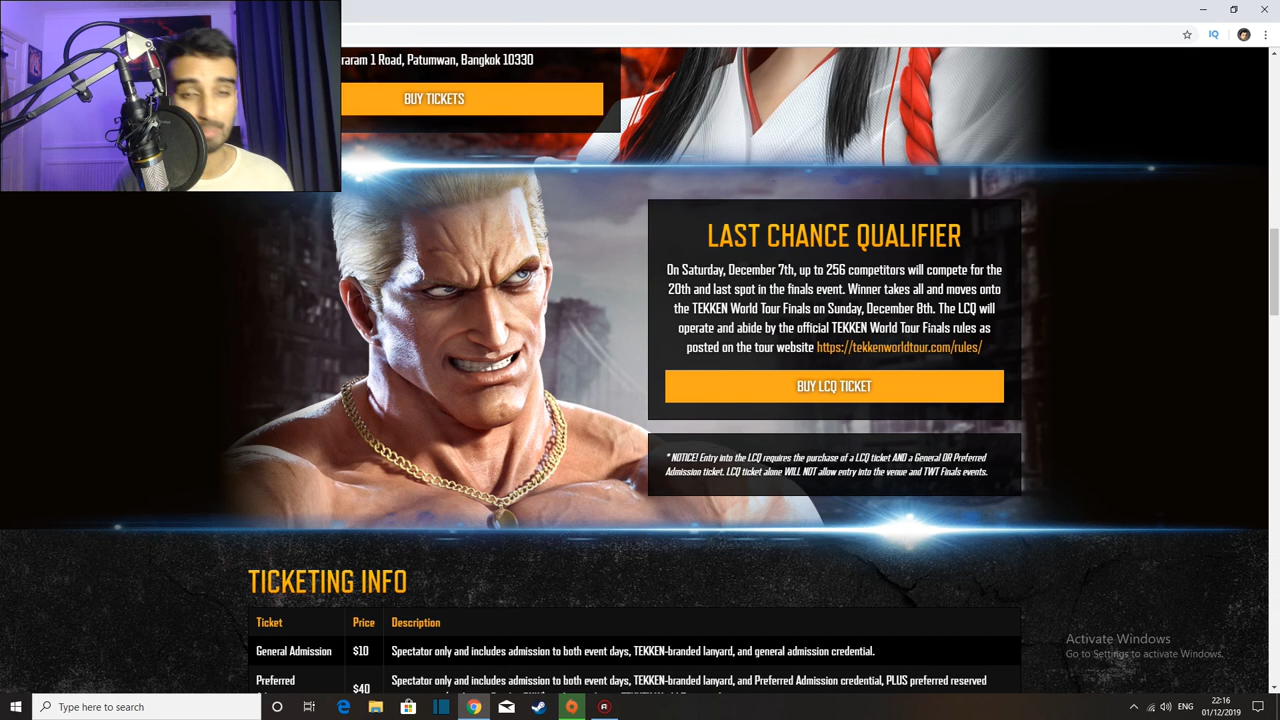 raram 1 Road, Patumwan, Bangkok 10330
BUY TICKETS
LAST CHANCE QUALIFIER
On Saturday, December 7th, up to 256 competitors will compete for the
20th and last spot in the finals event. Winner takes all and moves onto
the TEKKEN World Tour Finals on Sunday, December 8th. The LCQ will
operate and abide by the official TEKKEN World Tour Finals rules as
posted on the tour website https://tekkenworldtour.com/rules/
BUY LCQ TICKET
* NOTICE! Entry into the LCQ requires the purchase of a LCQ ticket AND a General OR Preferred
Admission ticket. LCQ ticket alone WILL NOT allow entry into the venue and TWT Finals events.
TICKETING INFO
Ticket Price Description
General Admission $10 Spectator only and includes admission to both event days, TEKKEN-branded lanyard, and general admission credential.
Preferred $40 Spectator only and includes admission to both event days, TEKKEN-branded lanyard, and Preferred Admission credential, PLUS preferred reserved
Activate Windows
Go to Settings to activate Windows.
Type here to search
ENG
22:16
01/12/2019
IQ